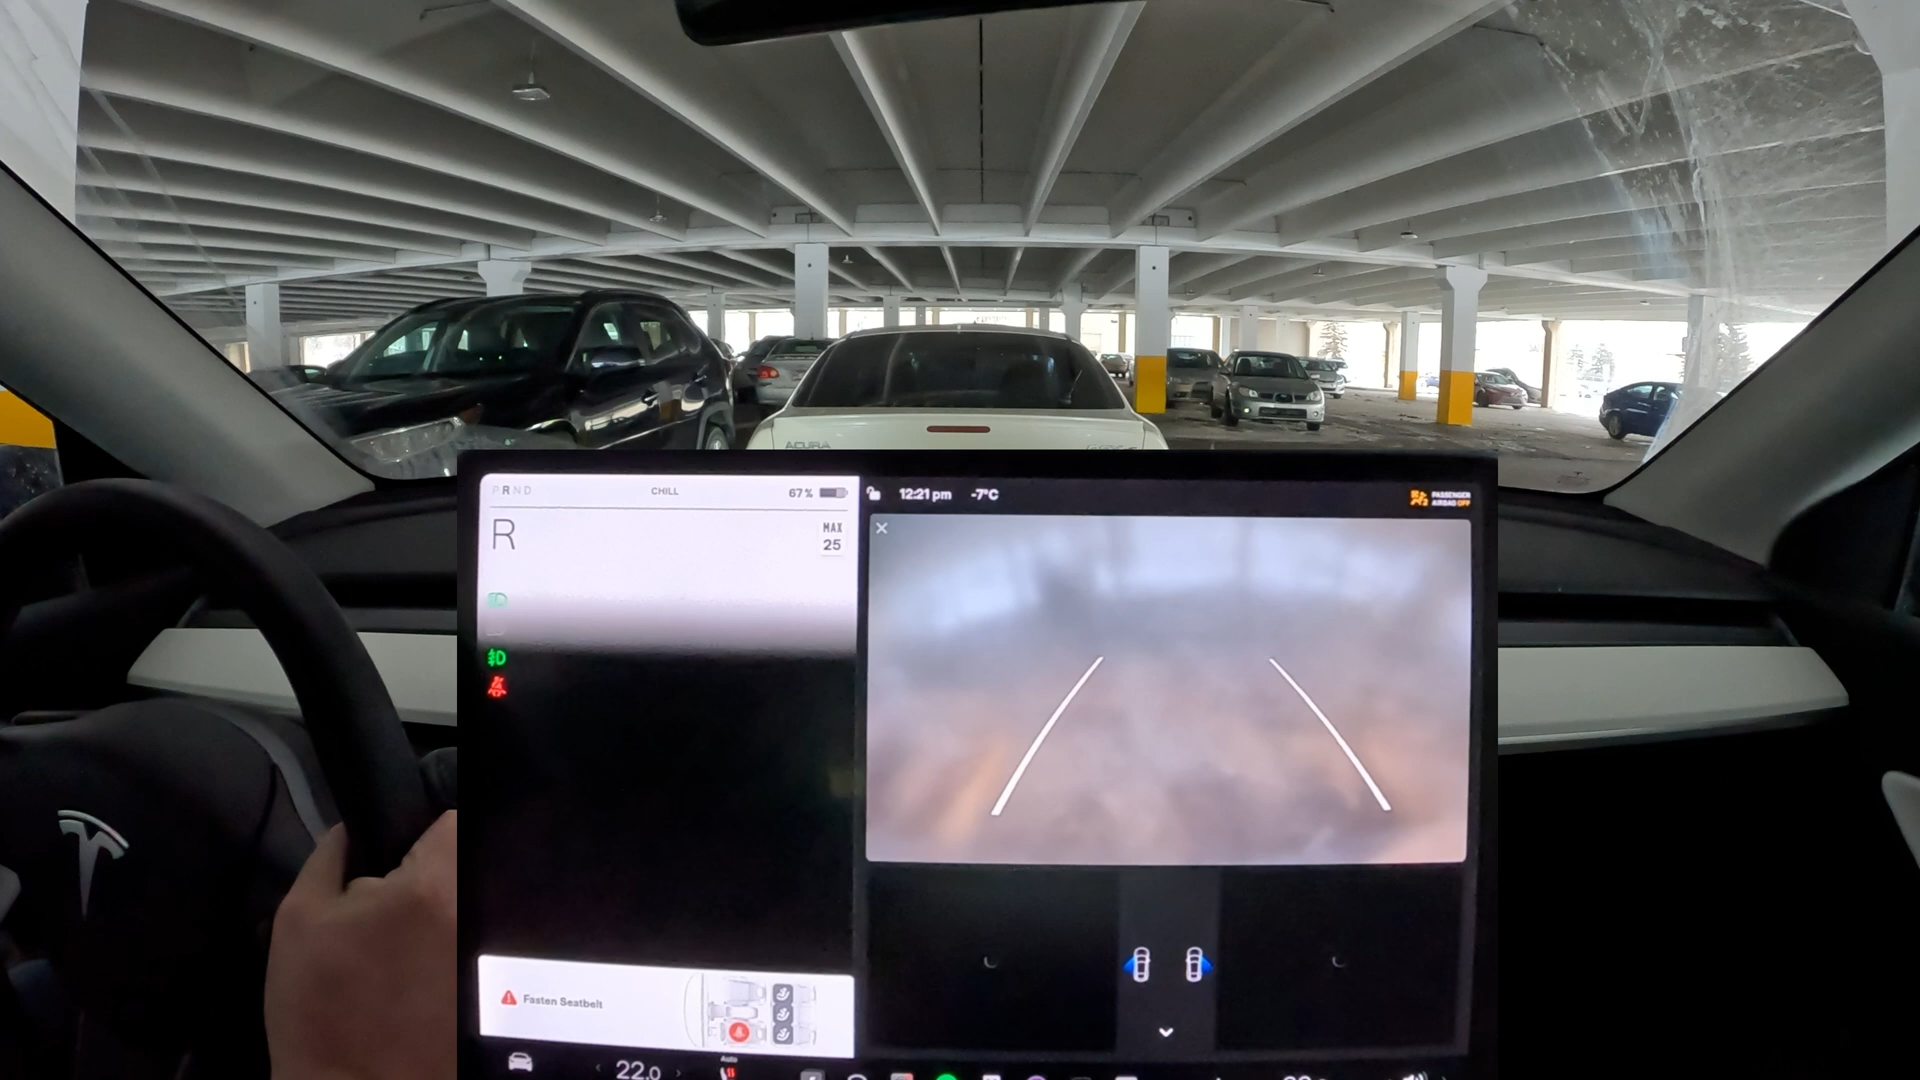 ACURA
PRND
CHILL
67%
12:21 pm
-7°C
PASSENGER
AIRBAG OFF
R
MAX
25
Fasten Seatbelt
Auto
22.0